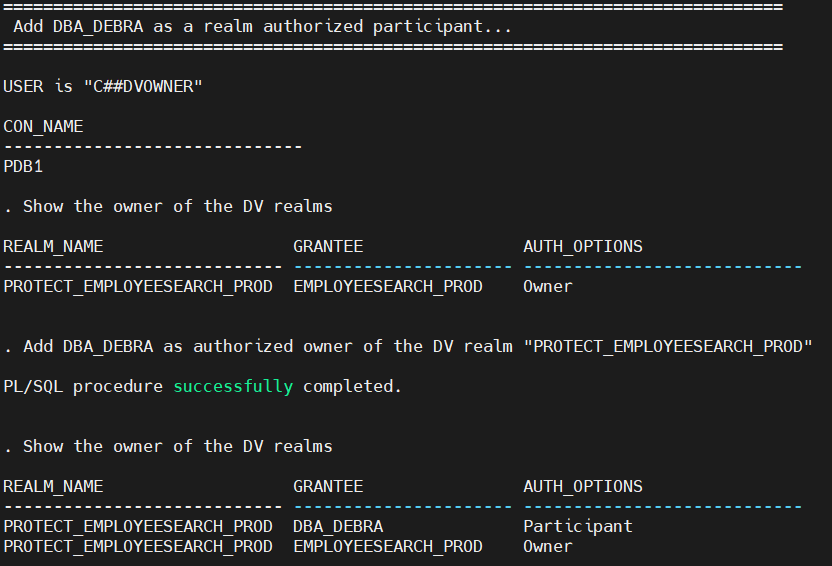 ==============================================================================
 Add DBA_DEBRA as a realm authorized participant...
==============================================================================
USER is "C##DVOWNER"
CON_NAME
------------------------------
PDB1
. Show the owner of the DV realms
REALM_NAME                   GRANTEE                AUTH_OPTIONS
---------------------------- ---------------------- ----------------------------
PROTECT_EMPLOYEESEARCH_PROD  EMPLOYEESEARCH_PROD    Owner
. Add DBA_DEBRA as authorized owner of the DV realm "PROTECT_EMPLOYEESEARCH_PROD"
PL/SQL procedure successfully completed.
. Show the owner of the DV realms
REALM_NAME                   GRANTEE                AUTH_OPTIONS
---------------------------- ---------------------- ----------------------------
PROTECT_EMPLOYEESEARCH_PROD  DBA_DEBRA              Participant
PROTECT_EMPLOYEESEARCH_PROD  EMPLOYEESEARCH_PROD    Owner